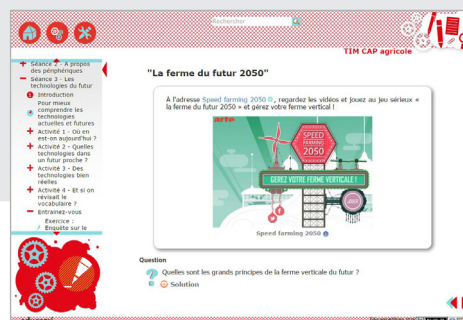 Rechercher
TIM CAP agricole
Séance 2 - A propos
des périphériques
Séance 3 - Les
technologies du futur
Introduction
Pour mieux
comprendre les
technologies
actuelles et futures
Activité 1 - Où en
est-on aujourd'hui ?
Activité 2 - Quelles
technologies dans
un futur proche ?
Activité 3 - Des
technologies bien
réelles
Activité 4 - Et si on
révisait le
vocabulaire ?
Entrainez-vous
Exercice :
Enquête sur le
"La ferme du futur 2050"
À l'adresse Speed farming 2050, regardez les vidéos et jouez au jeu sérieux «
la ferme du futur 2050 » et gérez votre ferme vertical !
arte
SPEED
FARMING
2050
GEREZ VOTRE FERME VERTICALE !
Speed farming 2050
Question
Quelles sont les grands principes de la ferme verticale du futur ?
Solution